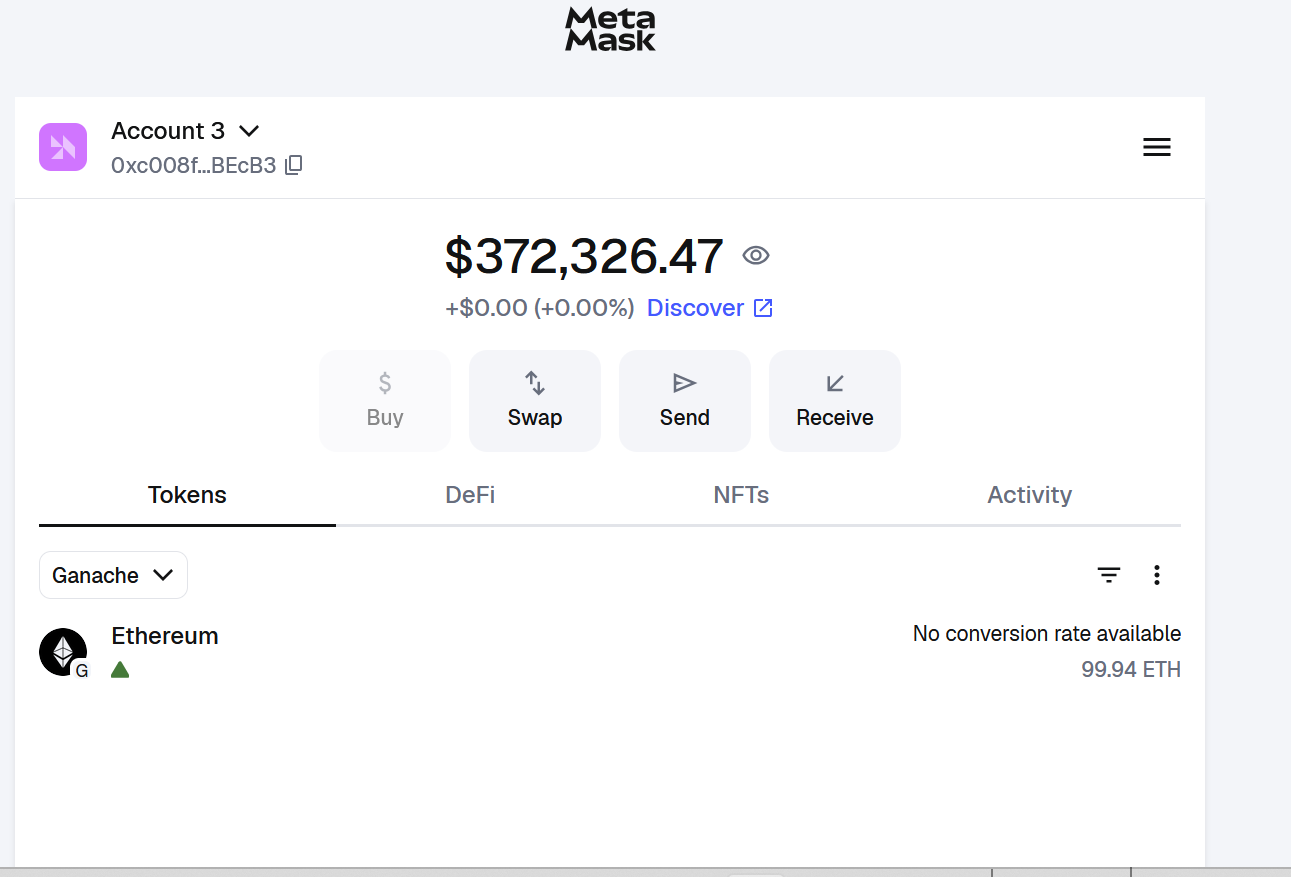 Meta
Mask
Account 3
0xc008f...BEcB3
$372,326.47
+$0.00 (+0.00%) Discover
$
Buy
Swap
Send
Receive
Tokens
DeFi
NFTs
Activity
Ganache
Ethereum
No conversion rate available
G
99.94 ETH